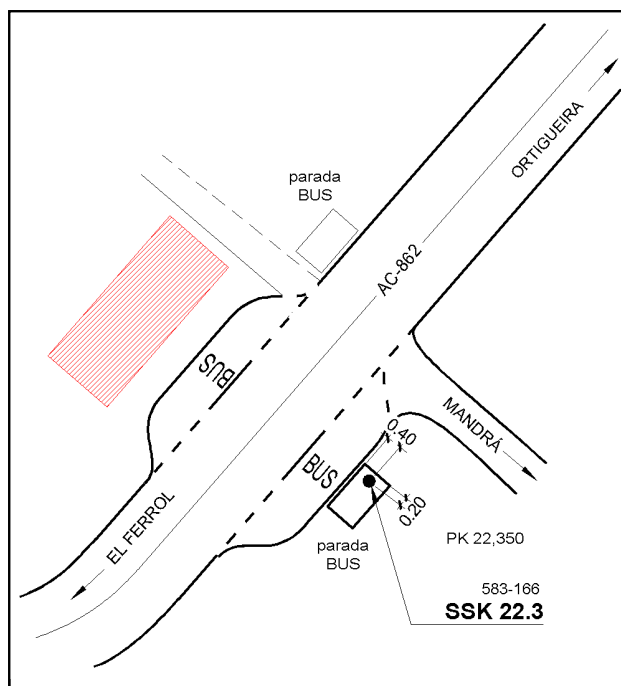 parada
BUS
ORTIGUEIRA
AC-862
BUS
MANDRÁ
0.40
BUS
0.20
EL FERROL
parada
BUS
PK 22,350
583-166
SSK 22.3